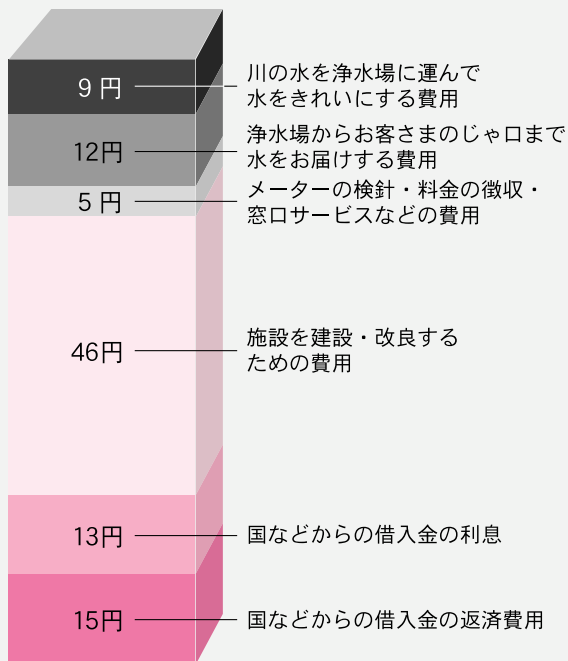 9円
川の水を浄水場に運んで
水をきれいにする費用
12円
浄水場からお客さまのじゃ口まで
水をお届けする費用
5円
メーターの検針・料金の徴収・
窓口サービスなどの費用
46円
施設を建設・改良する
ための費用
13円
国などからの借入金の利息
15円
国などからの借入金の返済費用